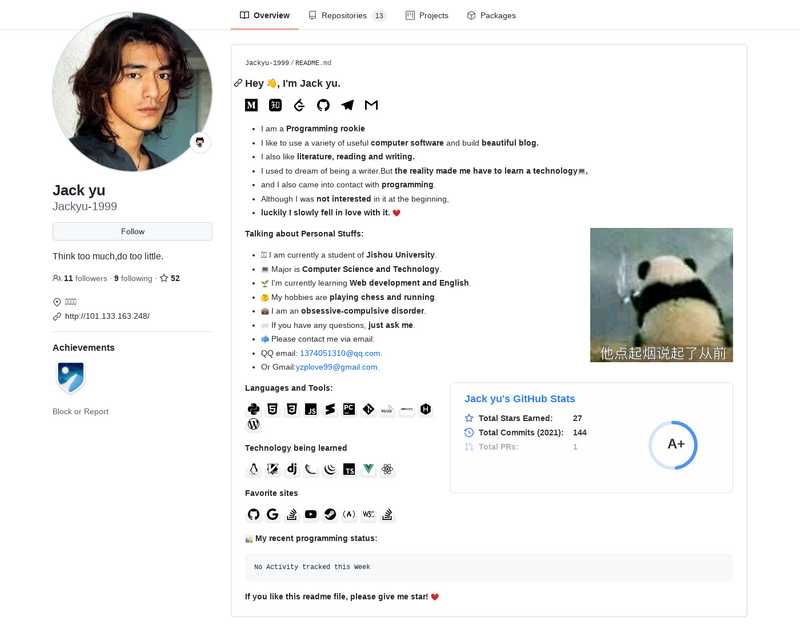 Overview
Repositories 13
Projects
Packages
Jackyu-1999 / README.md
Hey 👋, I'm Jack yu.
I am a Programming rookie
I like to use a variety of useful computer software and build beautiful blog.
I also like literature, reading and writing.
I used to dream of being a writer.But the reality made me have to learn a technology💻,
and I also came into contact with programming.
Although I was not interested in it at the beginning,
luckily I slowly fell in love with it. ❤️
Talking about Personal Stuffs:
I am currently a student of Jishou University.
💻 Major is Computer Science and Technology.
🌱 I'm currently learning Web development and English.
I am an obsessive-compulsive disorder.
My hobbies are playing chess and running.
If you have any questions, just ask me.
📫 Please contact me via email:
QQ email: 1374051310@qq.com.
Or Gmail:yzplove99@gmail.com.
他点起烟说起了从前
Languages and Tools:
Technology being learned
Favorite sites
Jack yu's GitHub Stats
Total Stars Earned: 27
Total Commits (2021): 144
Total PRs: 1
A+
📊 My recent programming status:
No Activity tracked this Week
If you like this readme file, please give me star! ❤️
Jack yu
Jackyu-1999
Follow
Think too much,do too little.
11 followers · 9 following · 52
http://101.133.163.248/
Achievements
Block or Report